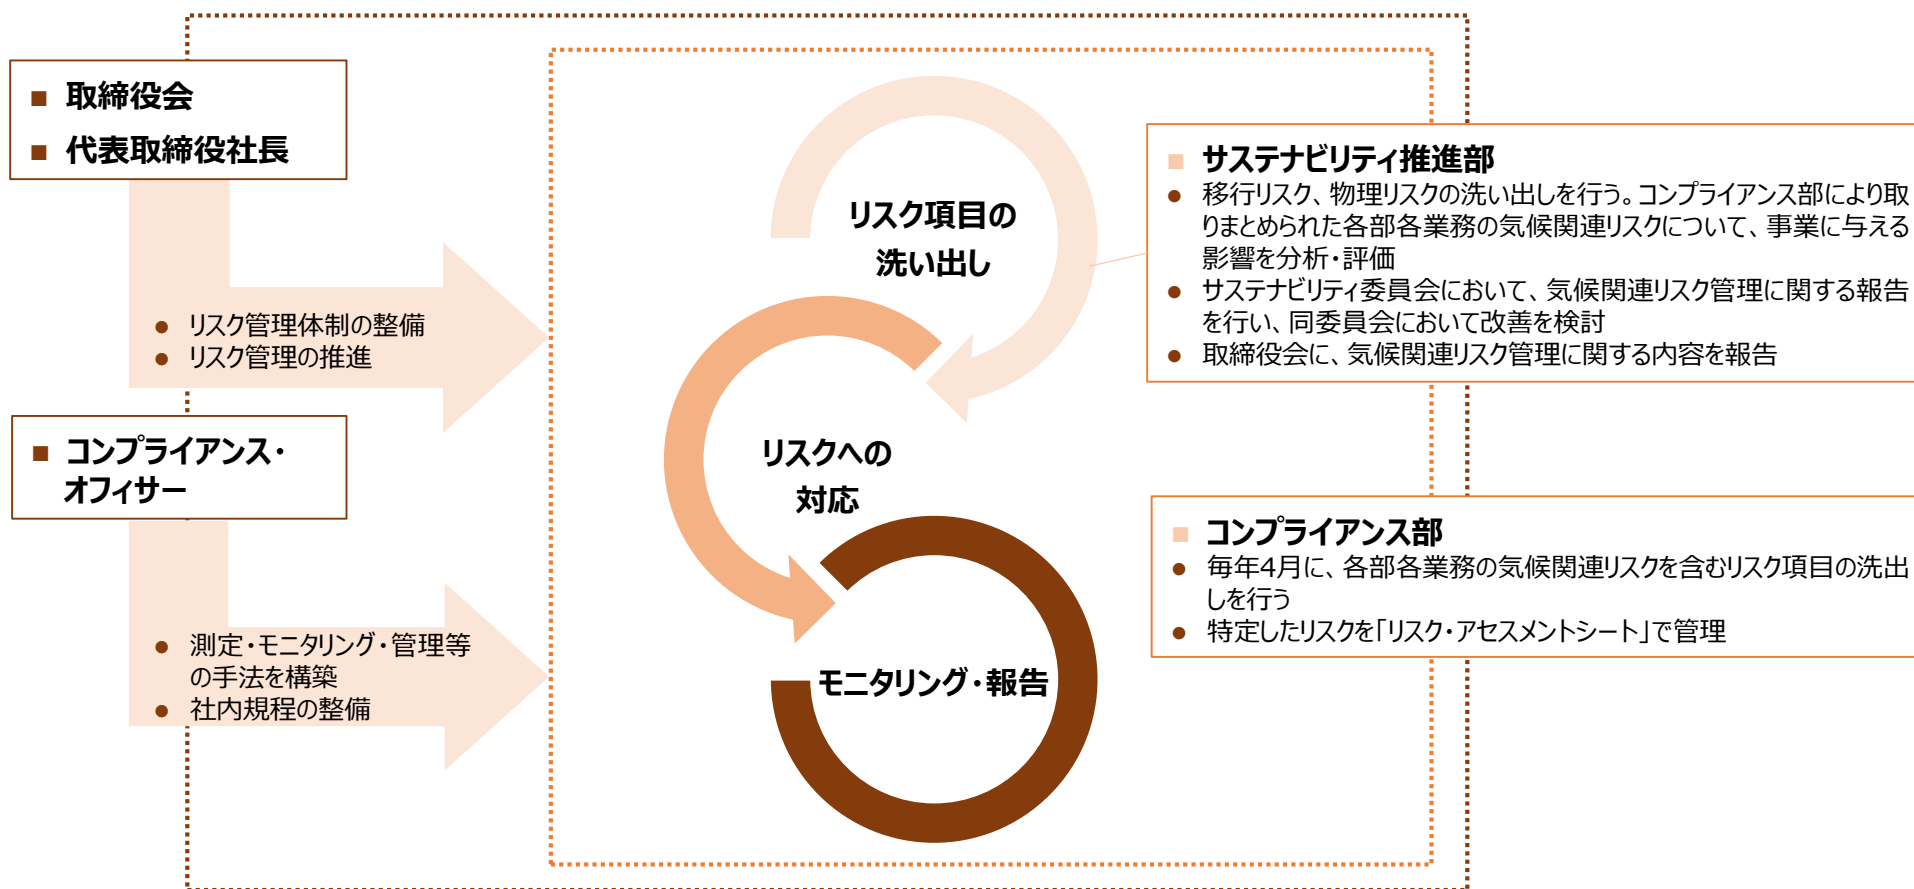 ■ 取締役会
■ 代表取締役社長
● リスク管理体制の整備
● リスク管理の推進
■ コンプライアンス・
オフィサー
● 測定・モニタリング・管理等
の手法を構築
● 社内規程の整備
リスク項目の
洗い出し
リスクへの
対応
モニタリング・報告
■ サステナビリティ推進部
● 移行リスク、物理リスクの洗い出しを行う。コンプライアンス部により取
りまとめられた各部各業務の気候関連リスクについて、事業に与える
影響を分析・評価
● サステナビリティ委員会において、気候関連リスク管理に関する報告
を行い、同委員会において改善を検討
● 取締役会に、気候関連リスク管理に関する内容を報告
■ コンプライアンス部
● 毎年4月に、各部各業務の気候関連リスクを含むリスク項目の洗出
しを行う
● 特定したリスクを「リスク・アセスメントシート」で管理